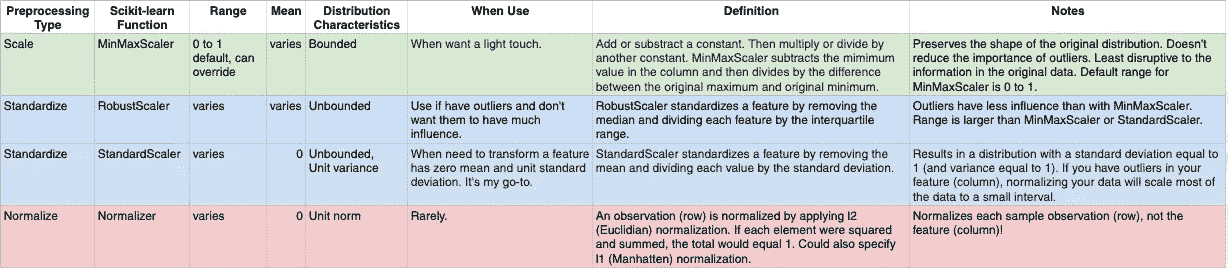 Preprocessing Type
Scikit-learn Function
Range
Mean
Distribution Characteristics
When Use
Definition
Notes
Scale
MinMaxScaler
0 to 1
default, can
override
varies
Bounded
When want a light touch.
Add or substract a constant. Then multiply or divide by
another constant. MinMaxScaler subtracts the mimimum
value in the column and then divides by the difference
between the original maximum and original minimum.
Preserves the shape of the original distribution. Doesn't
reduce the importance of outliers. Least disruptive to the
information in the original data. Default range for
MinMaxScaler is 0 to 1.
Standardize
RobustScaler
varies
varies
Unbounded
Use if have outliers and don't
want them to have much
influence.
RobustScaler standardizes a feature by removing the
median and dividing each feature by the interquartile
range.
Outliers have less influence than with MinMaxScaler.
Range is larger than MinMaxScaler or StandardScaler.
Standardize
StandardScaler
varies
0
Unbounded,
Unit variance
When need to transform a feature
has zero mean and unit standard
deviation. It's my go-to.
StandardScaler standardizes a feature by removing the
mean and dividing each value by the standard deviation.
Results in a distribution with a standard deviation equal to
1 (and variance equal to 1). If you have outliers in your
feature (column), normalizing your data will scale most of
the data to a small interval.
Normalize
Normalizer
varies
0
Unit norm
Rarely.
An observation (row) is normalized by applying l2
(Euclidian) normalization. If each element were squared
and summed, the total would equal 1. Could also specify
l1 (Manhatten) normalization.
Normalizes each sample observation (row), not the
feature (column)!